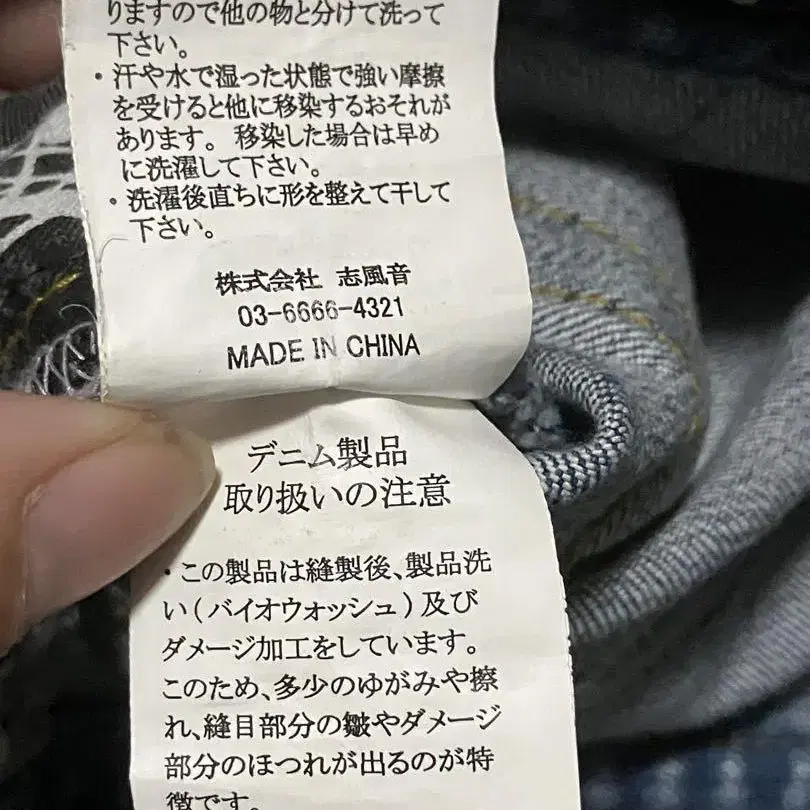 りますので他の物と分けて洗って
下さい。
・汗や水で湿った状態で強い摩擦
を受けると他に移染するおそれが
あります。移染した場合は早め
に洗濯して下さい。
・洗濯後直ちに形を整えて干して
下さい。
株式会社 志風音
03-6666-4321
MADE IN CHINA
デニム製品
取り扱いの注意
・この製品は縫製後、製品洗
い(バイオウォッシュ)及び
ダメージ加工をしています。
このため、多少のゆがみや擦
れ、縫目部分の皺やダメージ
部分のほつれが出るのが特
徴です。